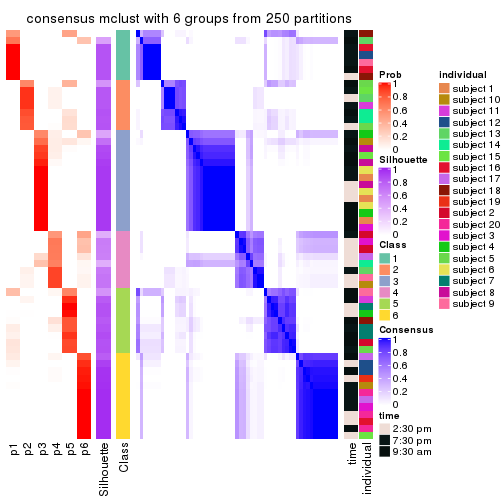 consensus mclust with 6 groups from 250 partitions
p1
p2
p3
p4
p5
p6
Silhouette
Class
time
individual
Prob
1
0.8
0.6
0.4
0.2
0
Silhouette
1
0.8
0.6
0.4
0.2
0
Class
1
2
3
4
5
6
Consensus
1
0.8
0.6
0.4
0.2
0
time
2:30 pm
7:30 pm
9:30 am
individual
subject 1
subject 10
subject 11
subject 12
subject 13
subject 14
subject 15
subject 16
subject 17
subject 18
subject 19
subject 2
subject 20
subject 3
subject 4
subject 5
subject 6
subject 7
subject 8
subject 9